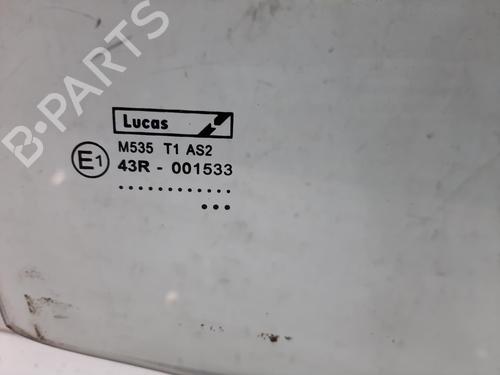 B-PARTS
Lucas
M535 T1 AS2
E1 43R - 001533
............
...